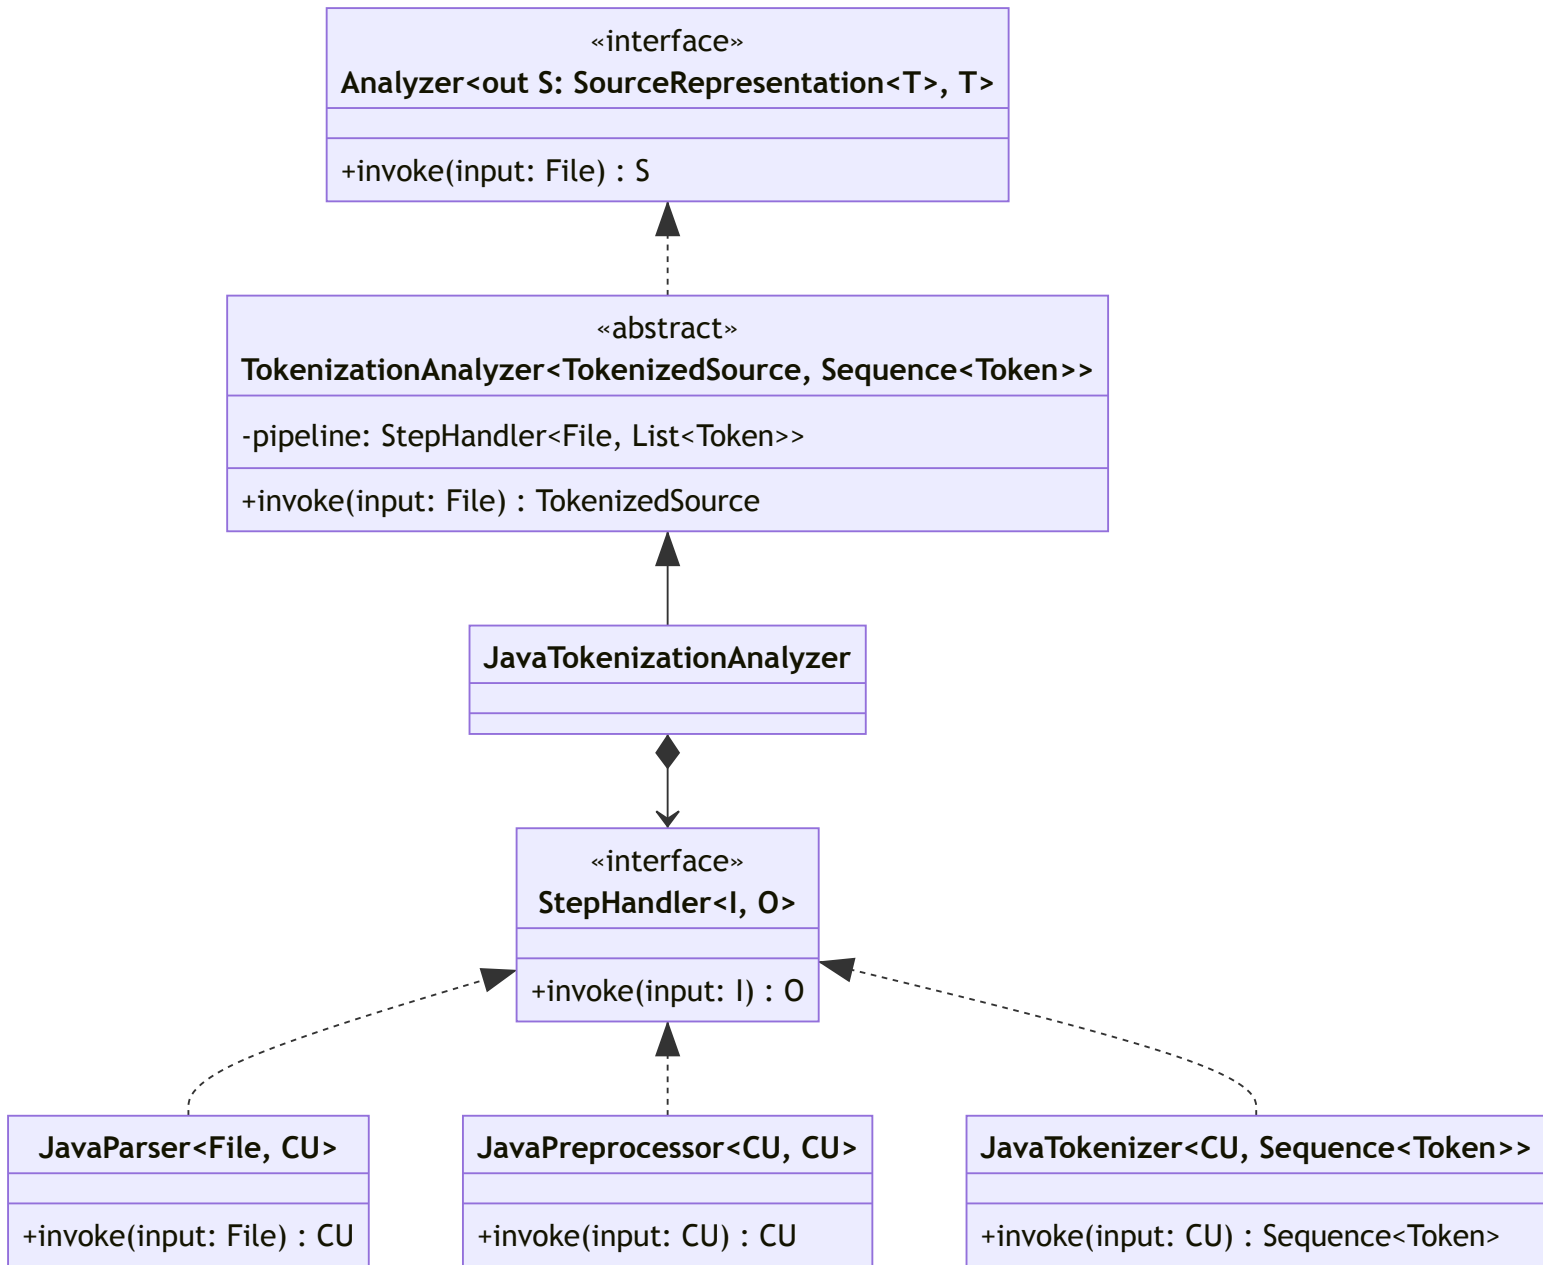 «interface»
Analyzer<out S: SourceRepresentation<T>, T>
+invoke(input: File) : S
«abstract»
TokenizationAnalyzer<TokenizedSource, Sequence<Token>>
-pipeline: StepHandler<File, List<Token>>
+invoke(input: File) : TokenizedSource
JavaTokenizationAnalyzer
«interface»
StepHandler<I, O>
+invoke(input: I) : O
JavaParser<File, CU>
+invoke(input: File) : CU
JavaPreprocessor<CU, CU>
+invoke(input: CU) : CU
JavaTokenizer<CU, Sequence<Token>>
+invoke(input: CU) : Sequence<Token>